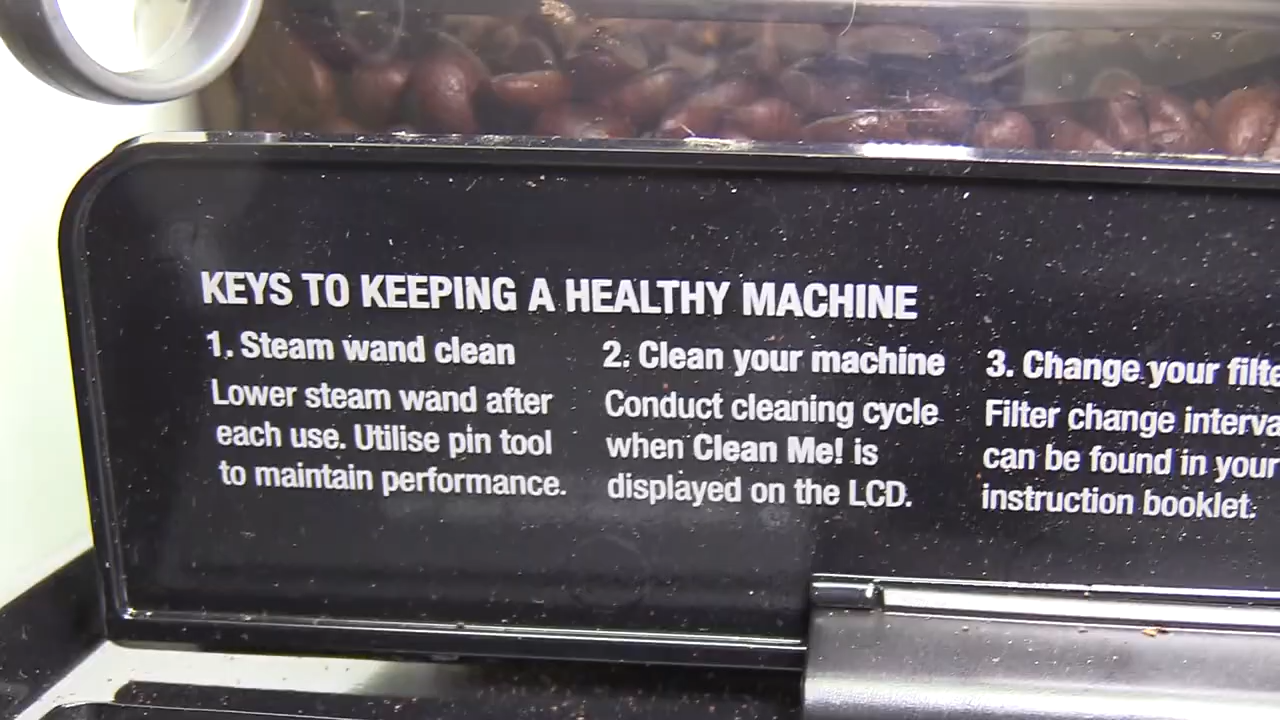 KEYS TO KEEPING A HEALTHY MACHINE
1. Steam wand clean
Lower steam wand after
each use. Utilise pin tool
to maintain performance.
2. Clean your machine
Conduct cleaning cycle
when Clean Me! is
displayed on the LCD.
3. Change your
Filter change
can be found in your
instruction booklet.